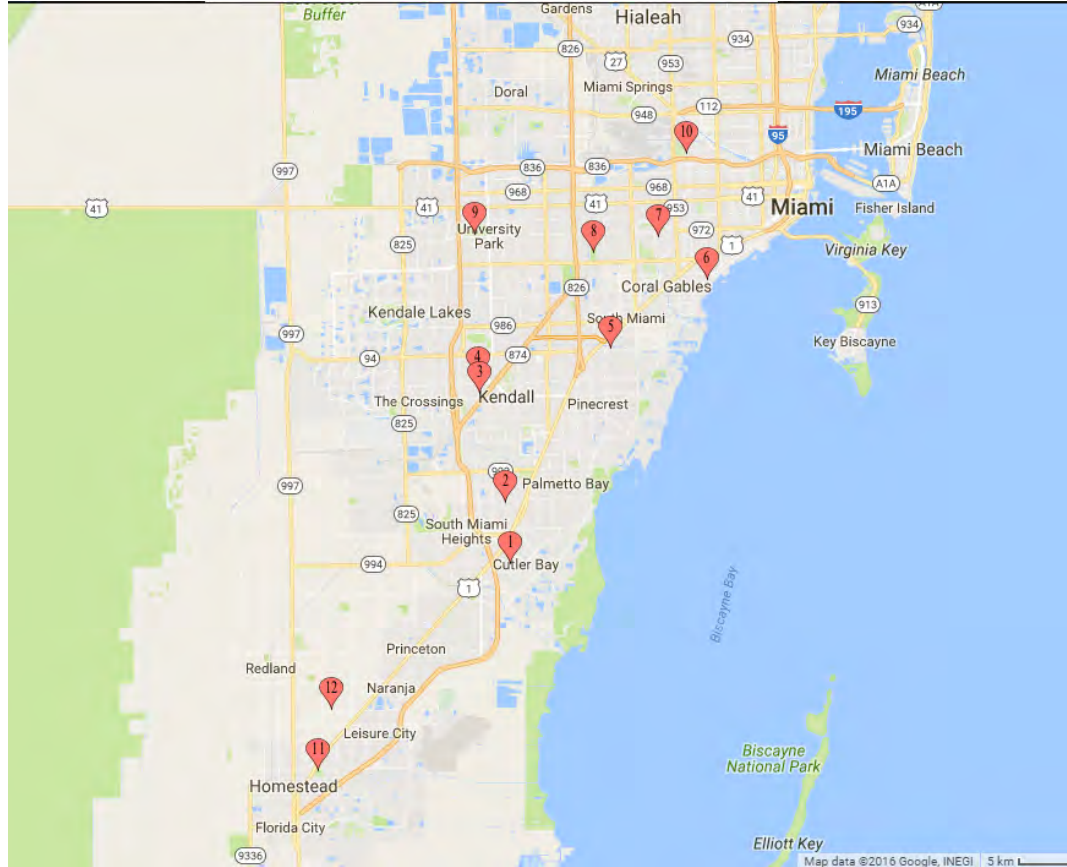 Buffer
Gardens
Hialeah
A1A
934
934
826
27
953
Miami Beach
Doral
Miami Springs
112
948
195
10
95
Miami Beach
997
836
836
A1A
968
968
41
41
41
41
953
Miami
Fisher Island
9
University
Park
7
972
8
1
825
6
Virginia Key
826
Coral Gables
913
Kendale Lakes
986
5
South Miami
997
94
4
874
Key Biscayne
3
The Crossings
Kendall
Pinecrest
825
2
Palmetto Bay
997
825
South Miami
Heights
1
994
Cutler Bay
1
Biscayne Bay
Princeton
Redland
12
Naranja
Leisure City
11
Homestead
Biscayne
National Park
Florida City
Elliott Key
9336
Map data ©2016 Google, INEGI
5 km